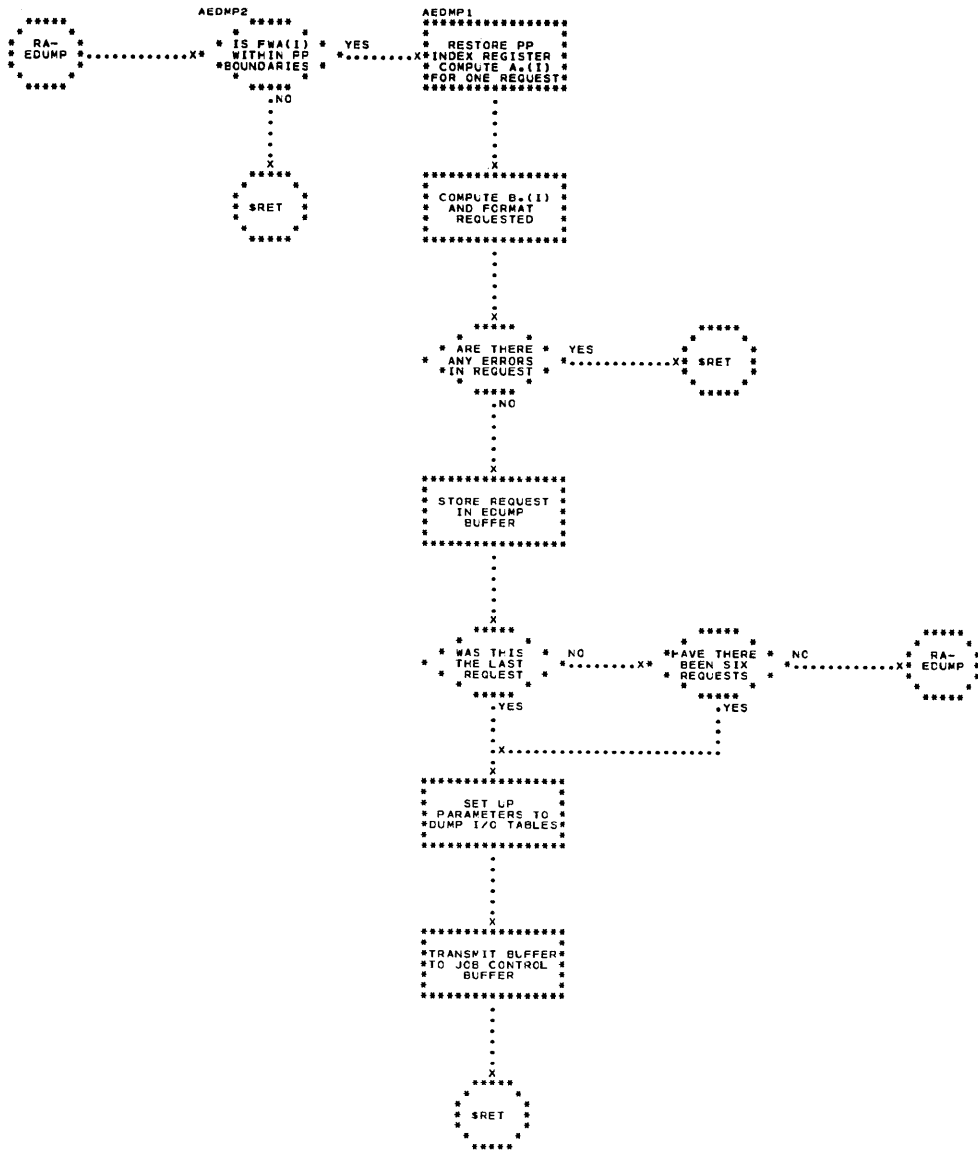 AEDMP2
AEDMP1
RA-
EDUMP
IS FWA(I)
WITHIN PP
BOUNDARIES
YES
RESTORE PP
INDEX REGISTER
COMPUTE A.(I)
FOR ONE REQUEST
NO
$RET
COMPUTE B.(I)
AND FORMAT
REQUESTED
ARE THERE
ANY ERRORS
IN REQUEST
YES
$RET
NO
STORE REQUEST
IN EDUMP
BUFFER
WAS THIS
THE LAST
REQUEST
NO
HAVE THERE
BEEN SIX
REQUESTS
NO
RA-
EDUMP
YES
YES
SET UP
PARAMETERS TO
DUMP I/O TABLES
TRANSMIT BUFFER
TO JOB CONTROL
BUFFER
$RET